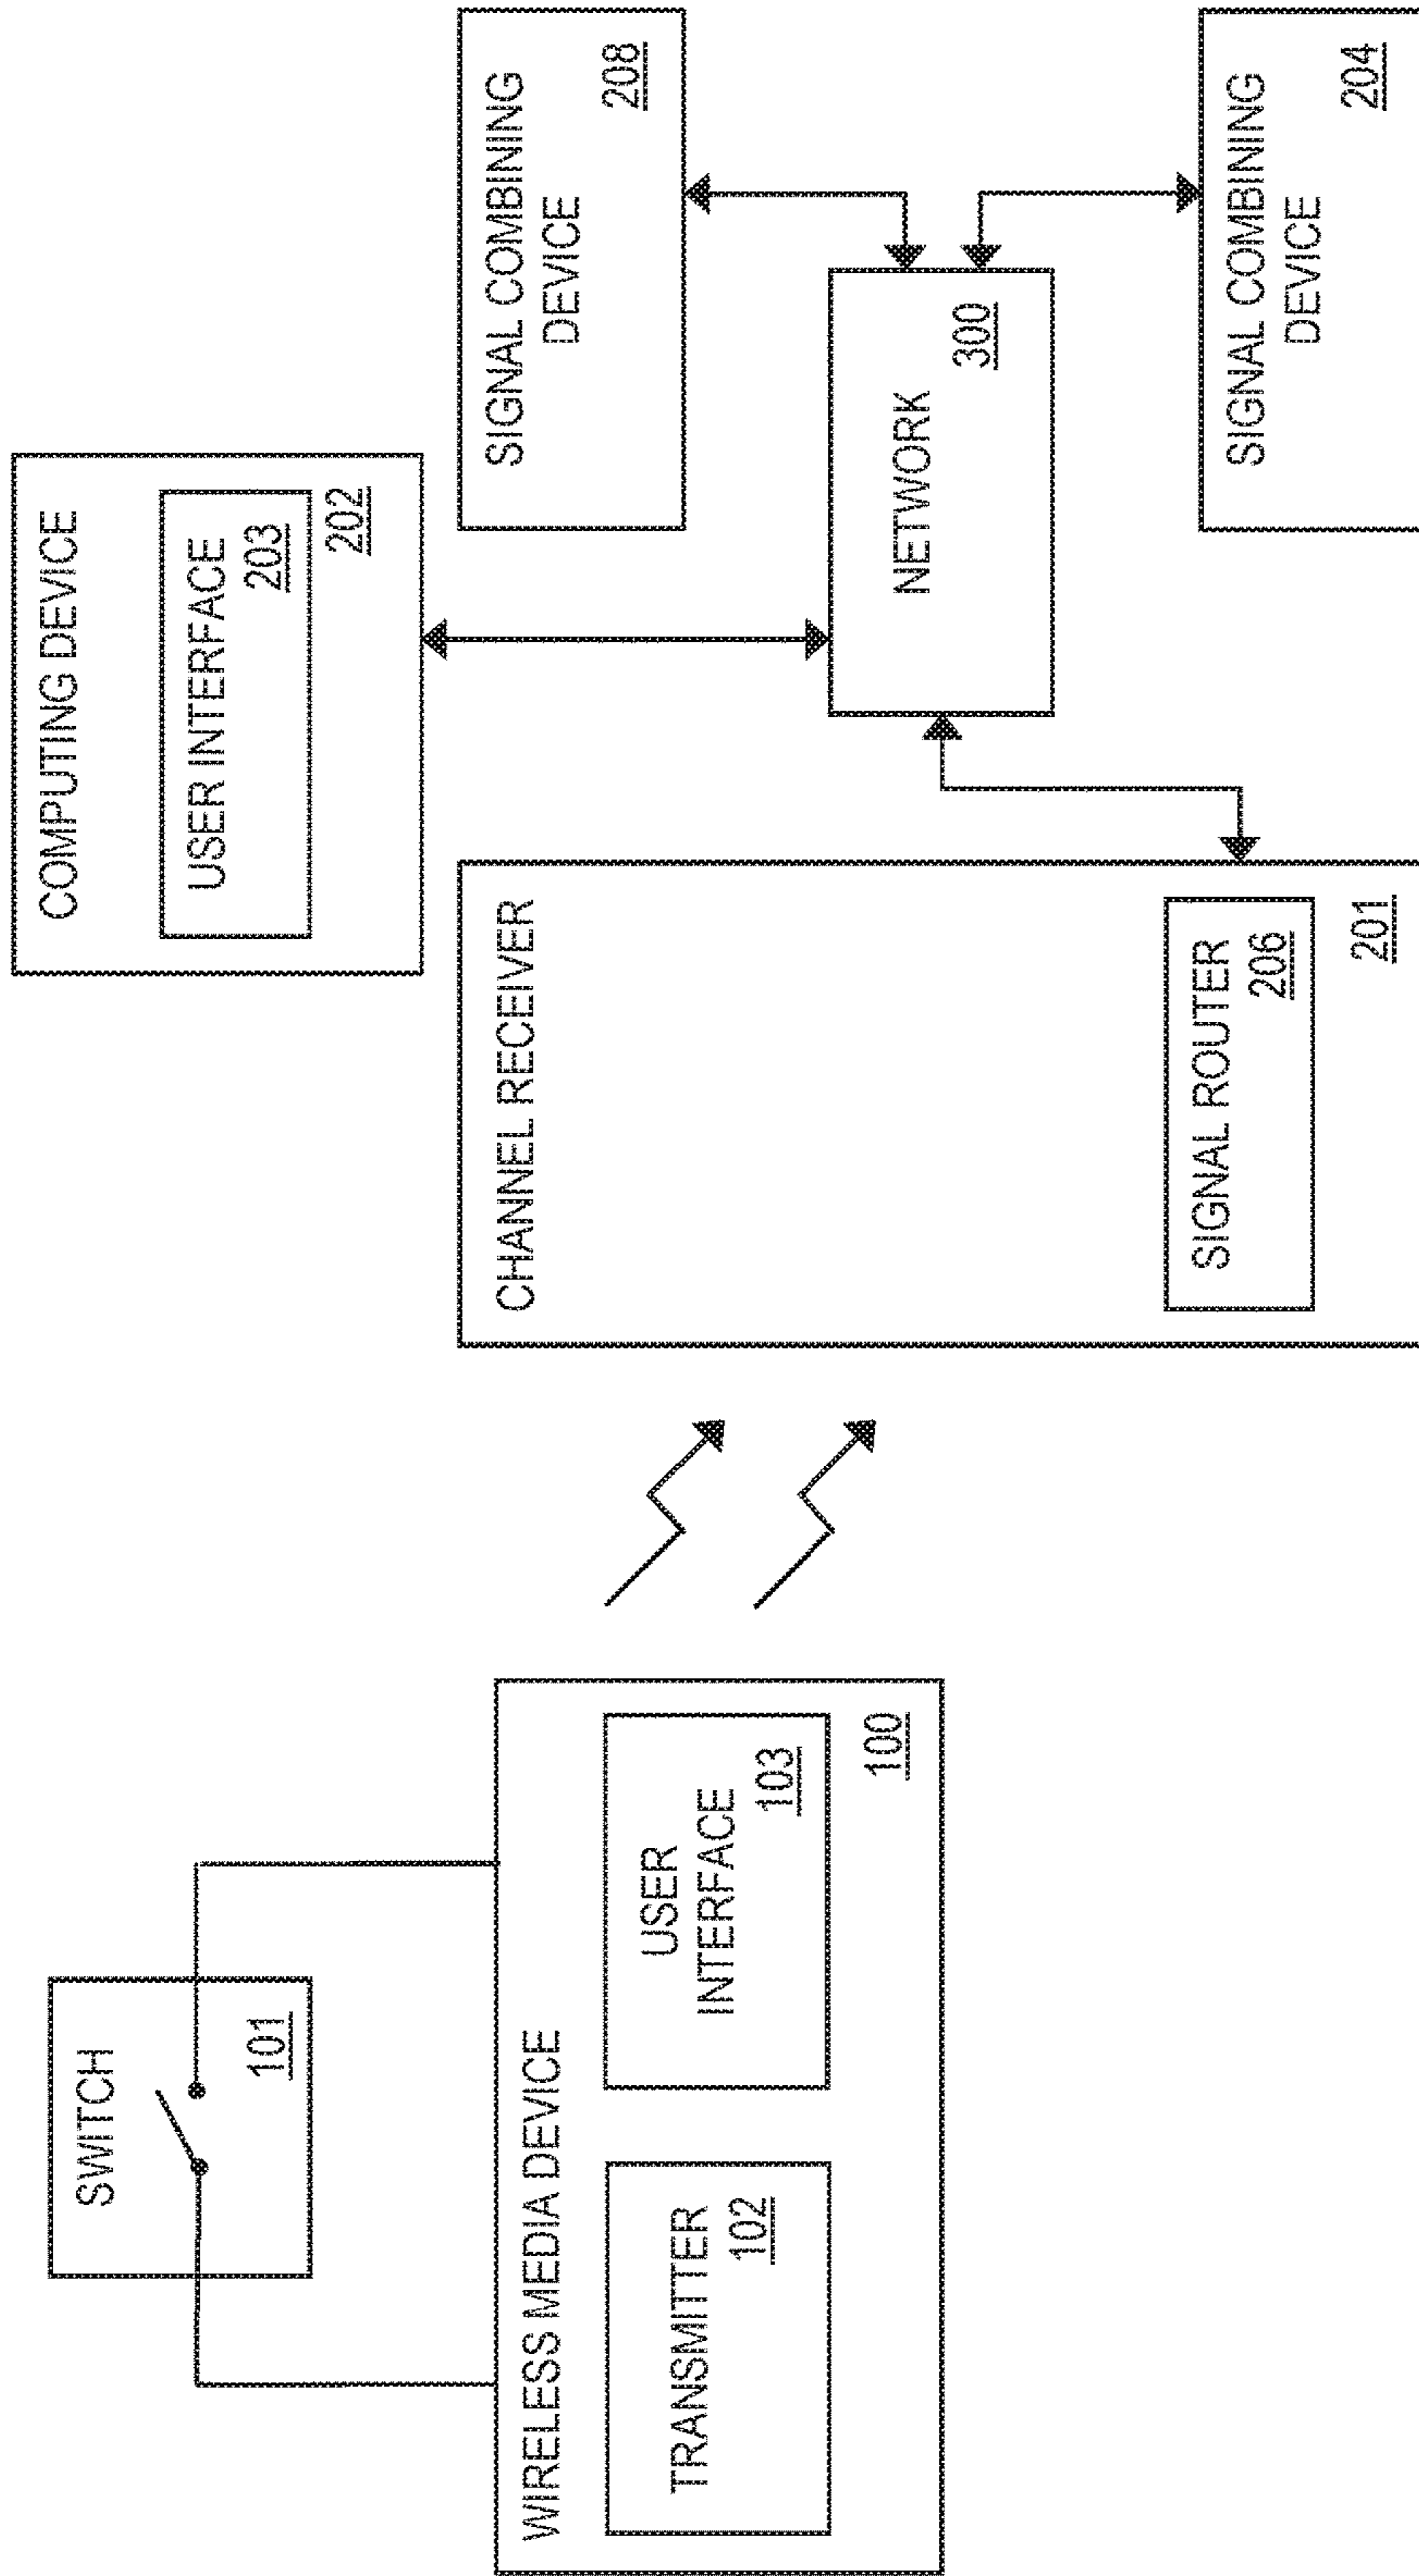 SWITCH
101
WIRELESS MEDIA DEVICE
TRANSMITTER
102
USER
INTERFACE
103
100
CHANNEL RECEIVER
SIGNAL ROUTER
206
201
COMPUTING DEVICE
USER INTERFACE
203
202
NETWORK
300
SIGNAL COMBINING
DEVICE
208
SIGNAL COMBINING
DEVICE
204